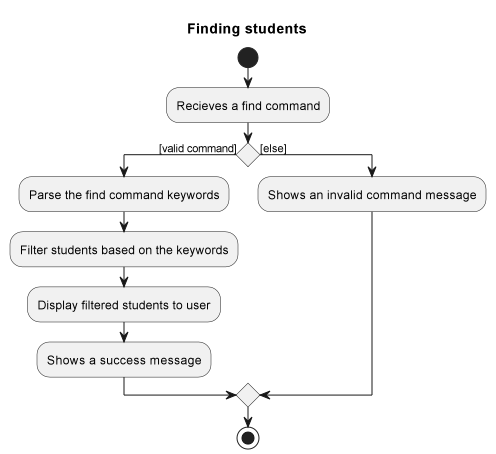 Finding students
Recieves a find command
[valid command]
[else]
Parse the find command keywords
Shows an invalid command message
Filter students based on the keywords
Display filtered students to user
Shows a success message